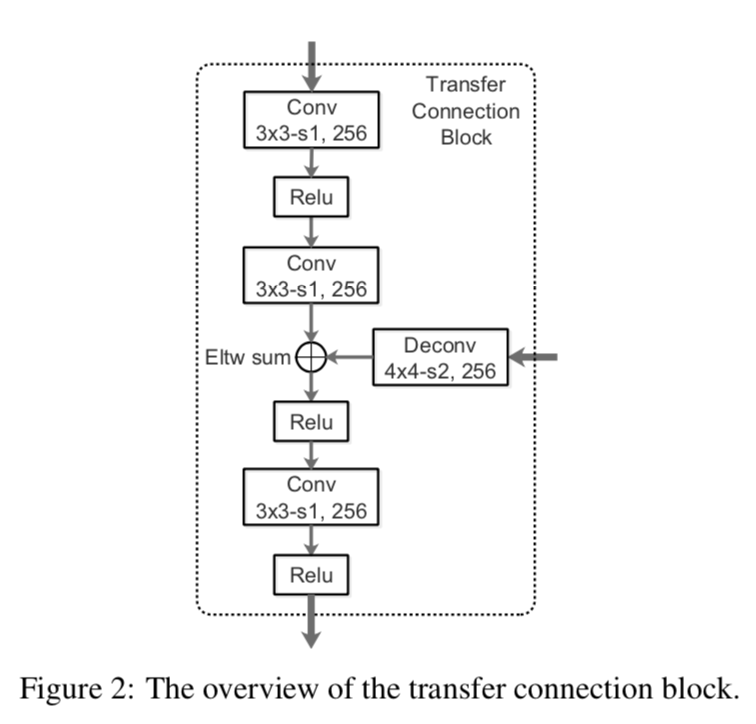 Transfer
Connection
Block
Conv
3x3-s1, 256
Relu
Conv
3x3-s1, 256
Eltw sum
Deconv
4x4-s2, 256
Relu
Conv
3x3-s1, 256
Relu
Figure 2: The overview of the transfer connection block.